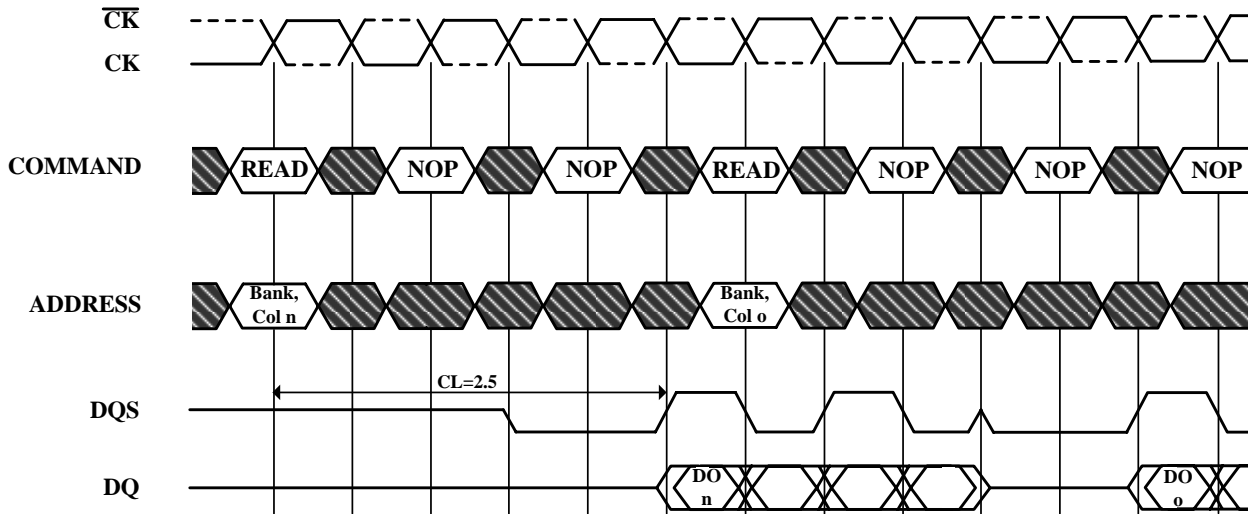 CK
CK
COMMAND
READ NOP NOP READ NOP NOP NOP
ADDRESS
Bank,
Col n
Bank,
Col o
CL=2.5
DQS
DQ
DO
n
DO
o